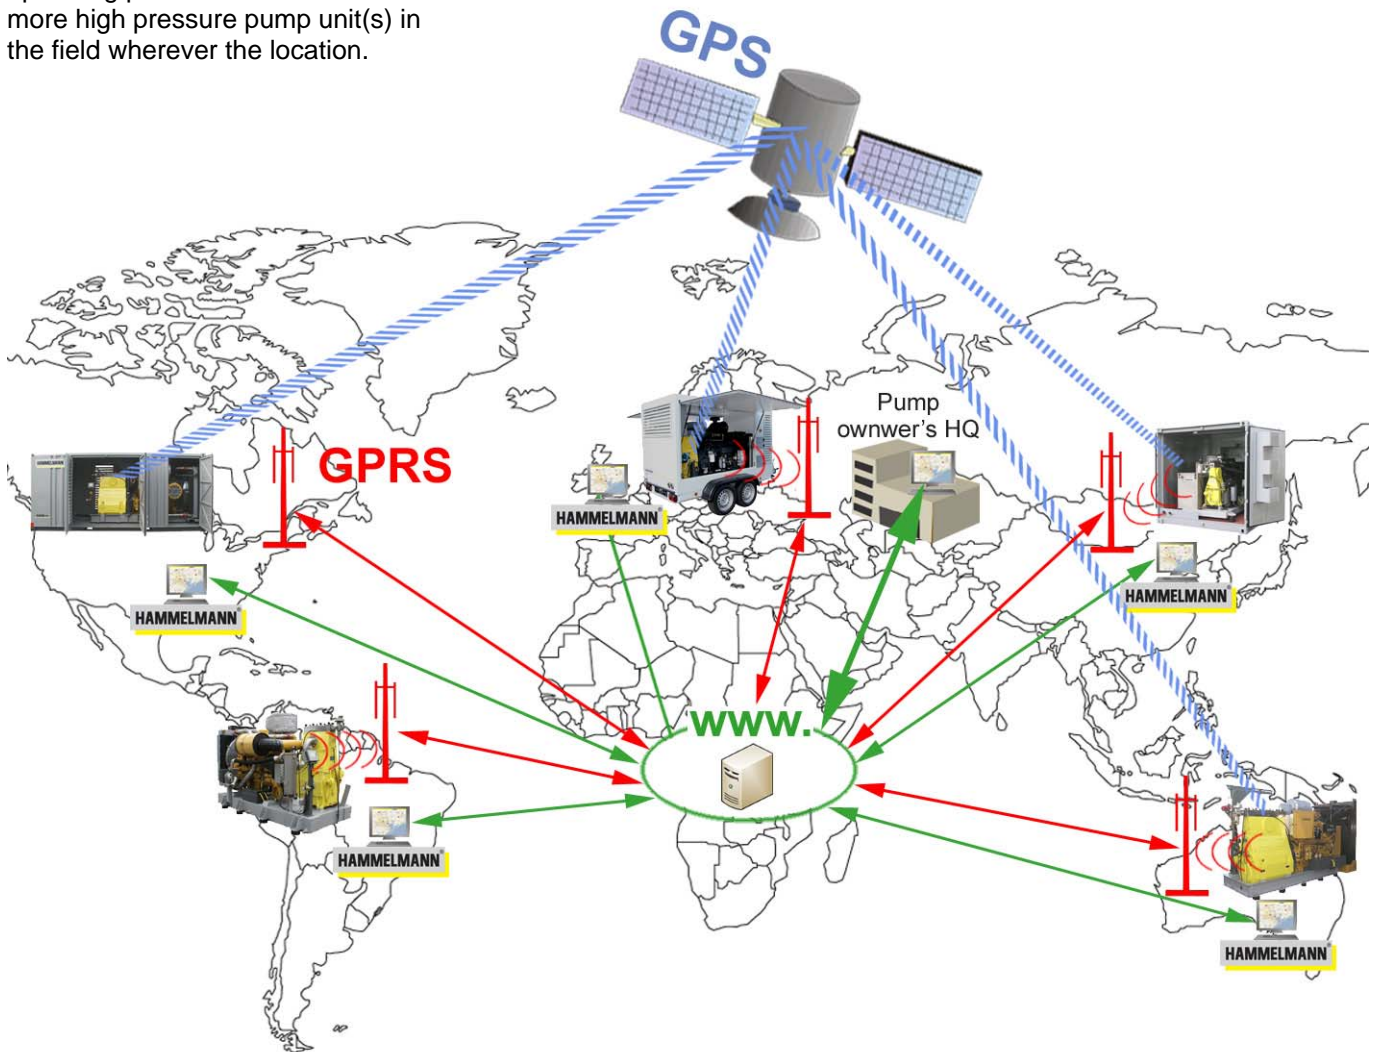 more high pressure pump unit(s) in
the field wherever the location.
GPS
Pump
ownwer's HQ
GPRS
HAMMELMANN®
HAMMELMANN®
HAMMELMANN®
www.
HAMMELMANN®
HAMMELMANN®